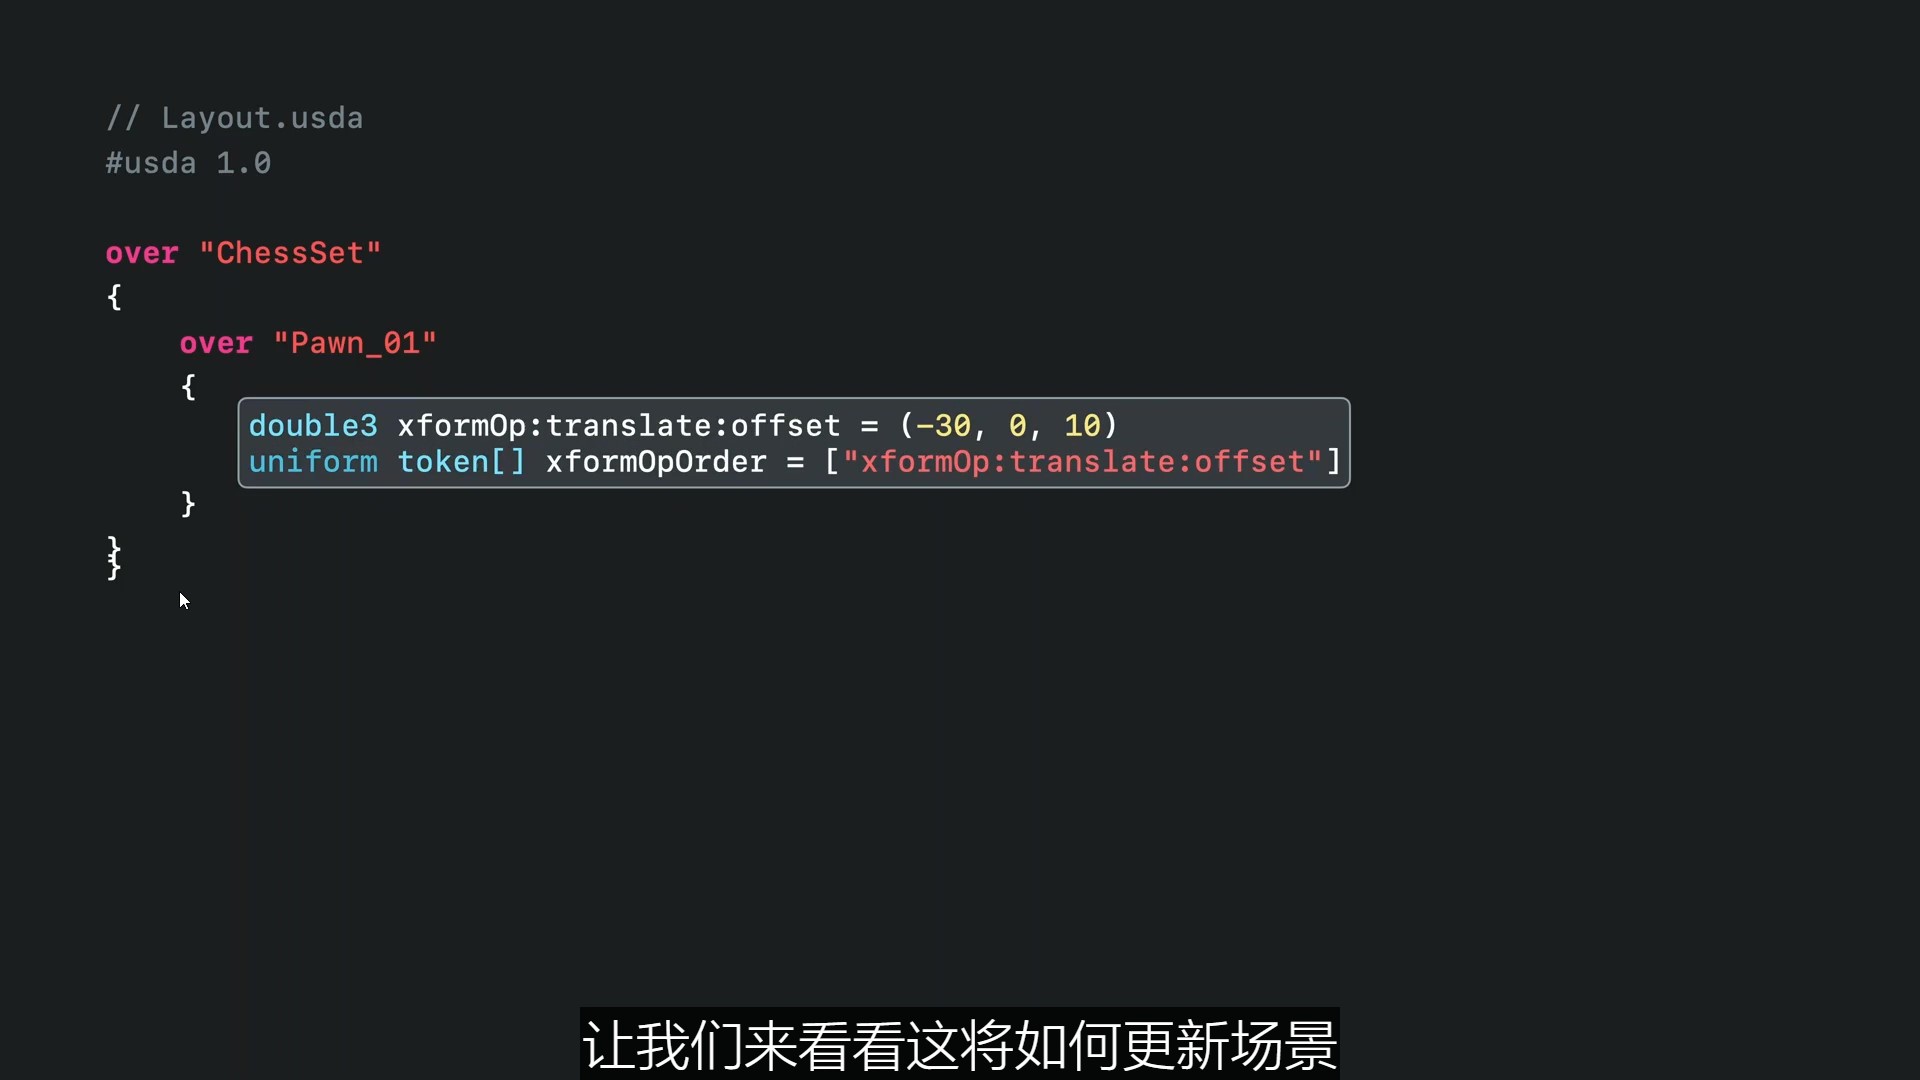 // Layout.usda
#usda 1.0
over "ChessSet"
{
over "Pawn_01"
{
double3 xformOp:translate:offset = (-30, 0, 10)
uniform token[] xformOpOrder = ["xformOp:translate:offset"]
}
}
}
让我们来看看这将如何更新场景